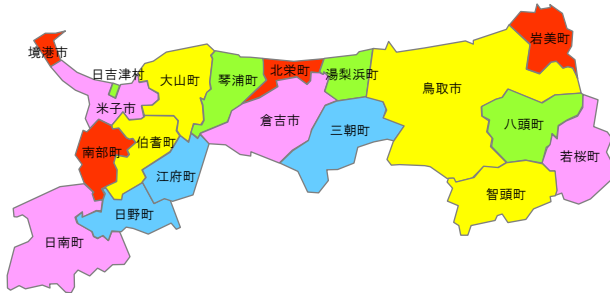 岩美町
境港市
日吉津村
大山町
琴浦町
北栄町
湯梨浜町
鳥取市
米子市
倉吉市
三朝町
八頭町
南部町
伯耆町
若桜町
江府町
智頭町
日野町
日南町